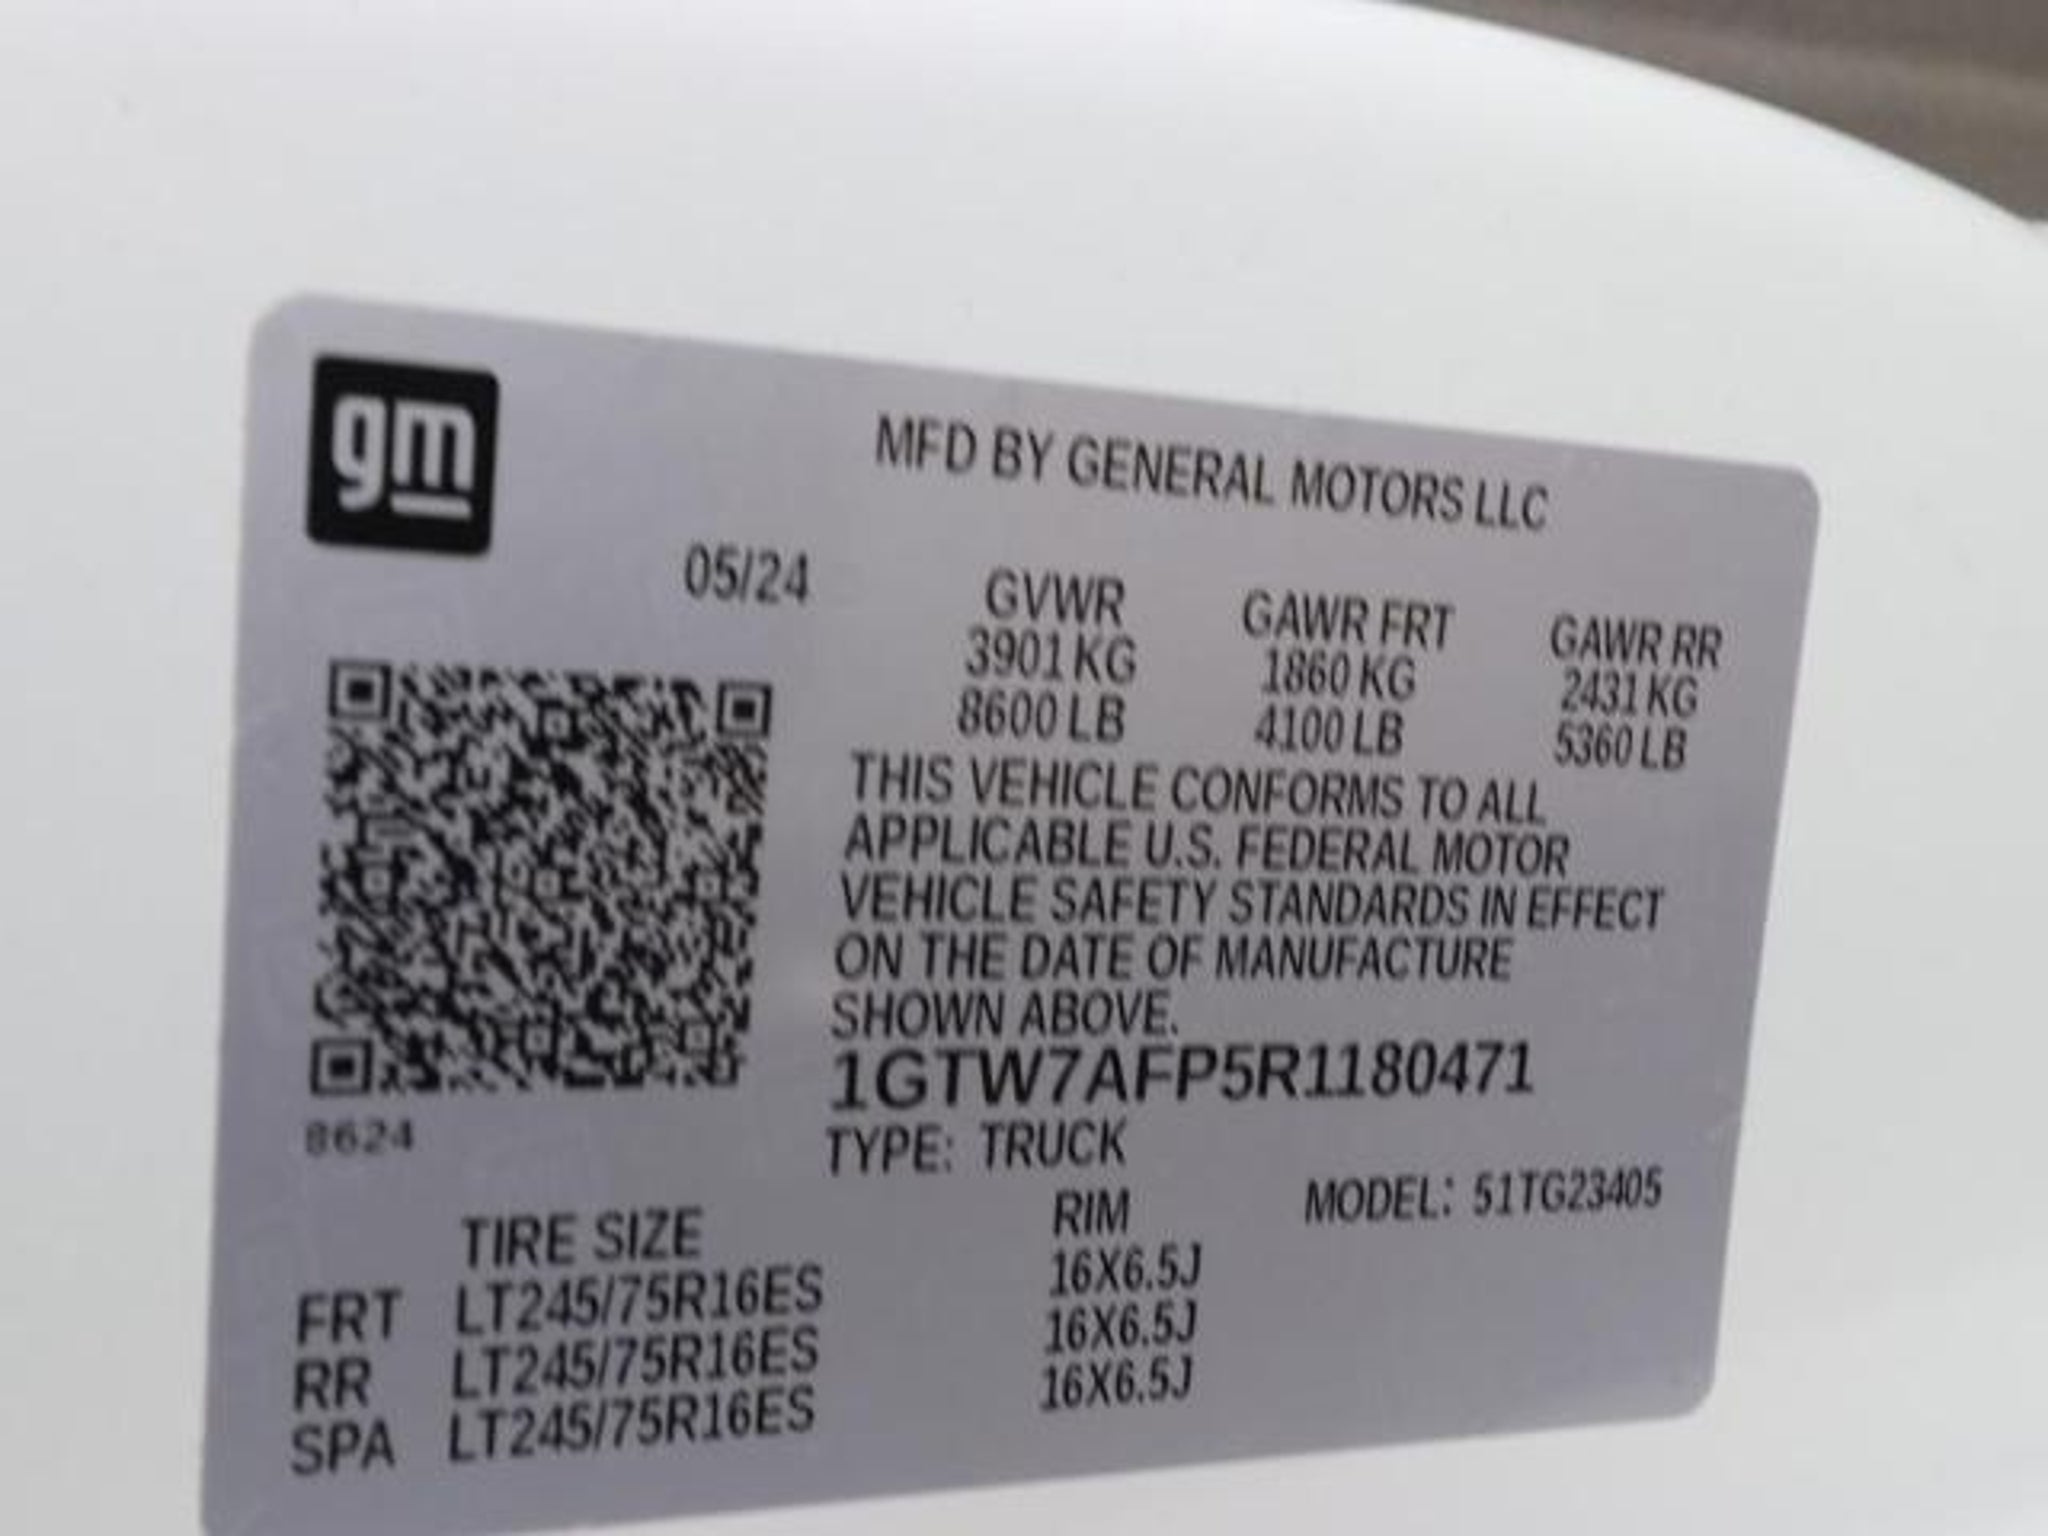 gm
MFD BY GENERAL MOTORS LLC
05/24
GVWR GAWR FRT GAWR RR
3901 KG 1860 KG 2431 KG
8600 LB 4100 LB 5360 LB
THIS VEHICLE CONFORMS TO ALL
APPLICABLE U.S. FEDERAL MOTOR
VEHICLE SAFETY STANDARDS IN EFFECT
ON THE DATE OF MANUFACTURE
SHOWN ABOVE.
1GTW7AFP5R1180471
8624
TYPE: TRUCK
MODEL: 51TG23405
TIRE SIZE RIM
FRT LT245/75R16ES 16X6.5J
RR LT245/75R16ES 16X6.5J
SPA LT245/75R16ES 16X6.5J